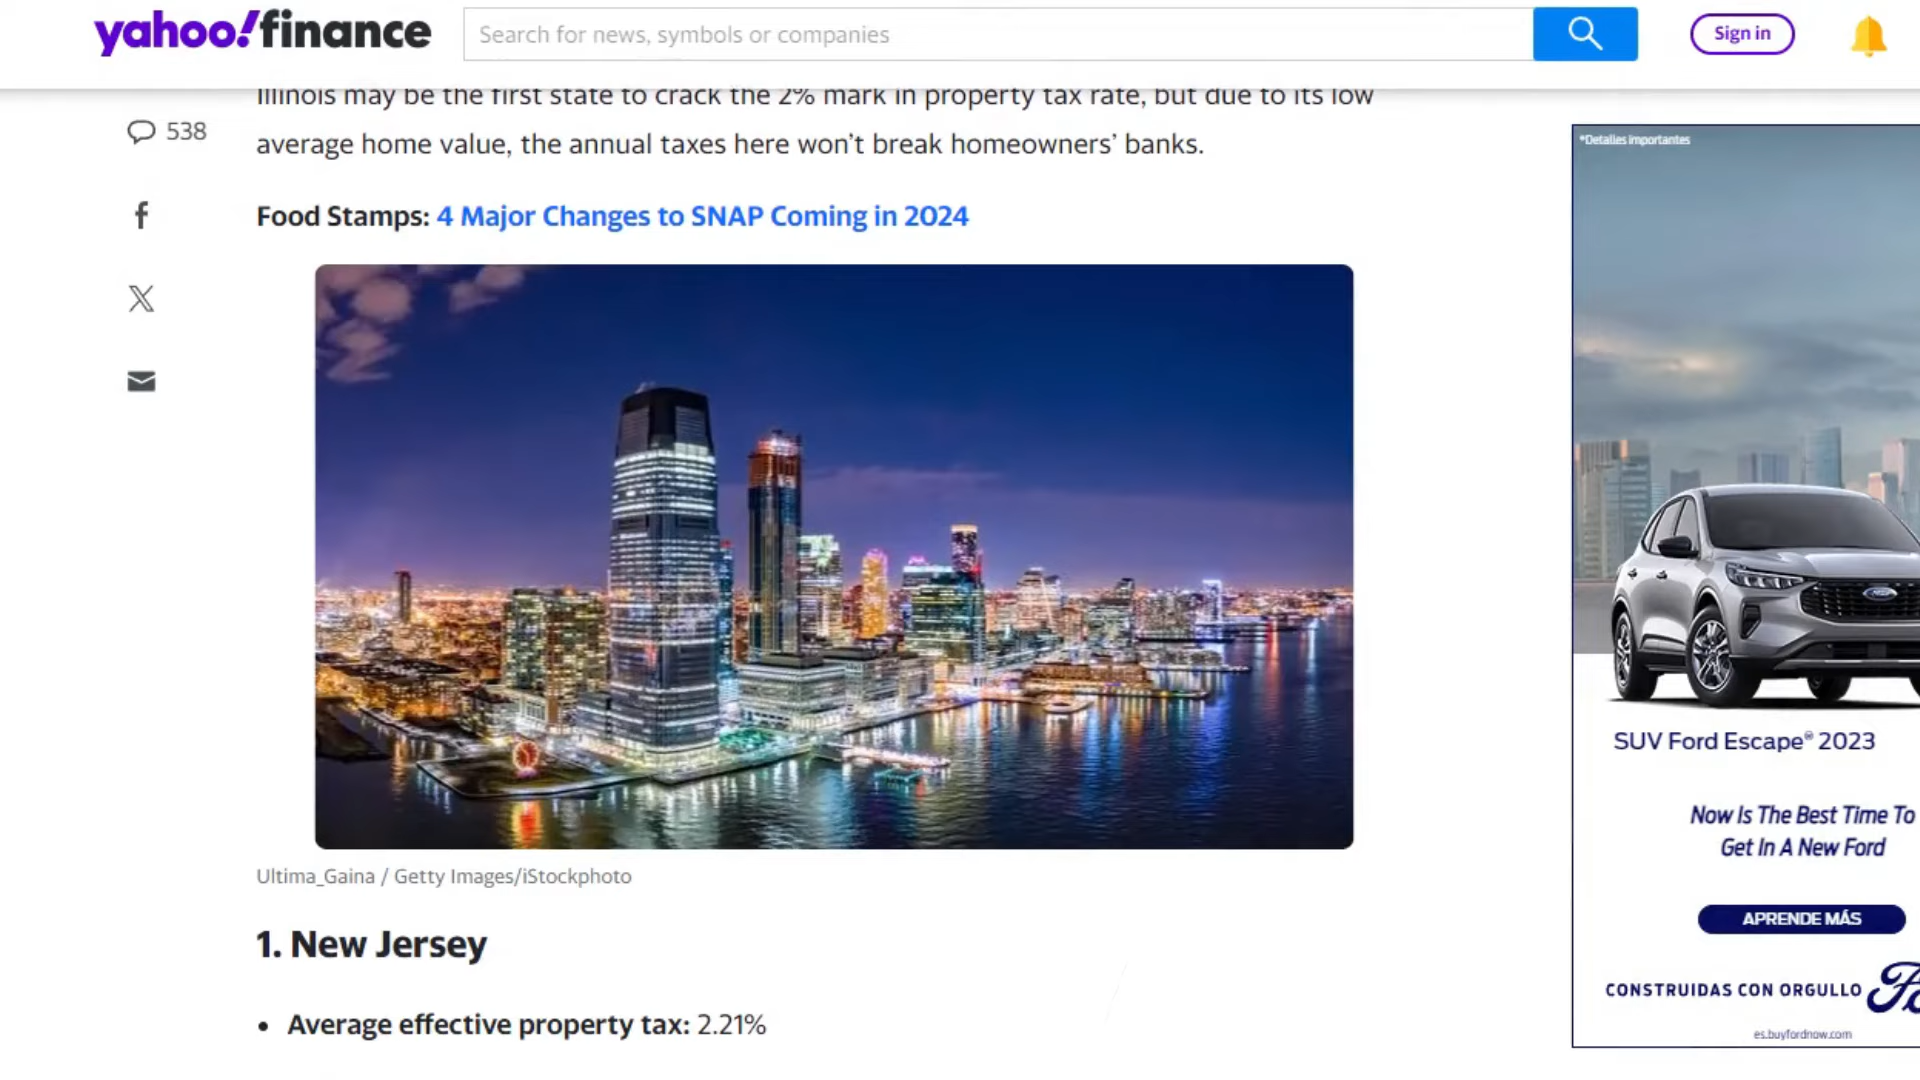 yahoo!finance
Search for news, symbols or companies
Sign in
Illinois may be the first state to crack the 2% mark in property tax rate, but due to its low
average home value, the annual taxes here won't break homeowners' banks.
538
Food Stamps: 4 Major Changes to SNAP Coming in 2024
Ultima_Gaina / Getty Images/iStockphoto
1. New Jersey
• Average effective property tax: 2.21%
*Detalles importantes
SUV Ford Escape® 2023
Now Is The Best Time To
Get In A New Ford
APRENDE MÁS
CONSTRUIDAS CON ORGULLO
es.buyfordnow.com